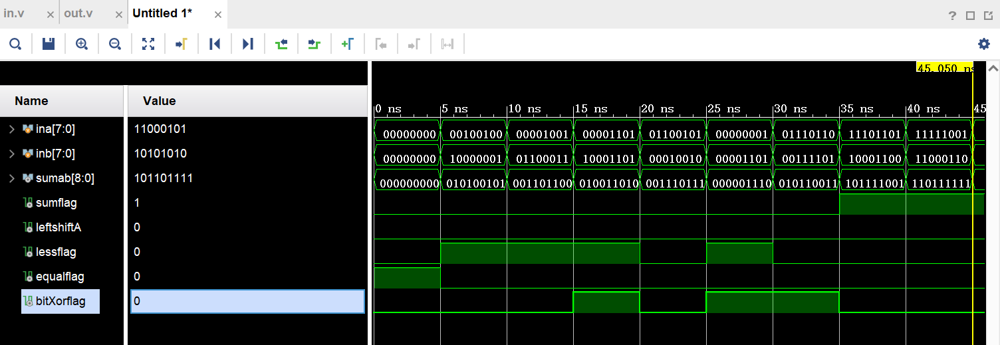 in.v out.v Untitled 1*
45.050 ns
Name Value
0 ns 5 ns 10 ns 15 ns 20 ns 25 ns 30 ns 35 ns 40 ns 45
ina[7:0] 11000101 00000000 00100100 00001001 00001101 01100101 00000001 01110110 11101101 11111001
inb[7:0] 10101010 00000000 10000001 01100011 10001101 00010010 00001101 00111101 10001100 11000110
sumab[8:0] 101101111 000000000 010100101 001101100 010011010 001110111 000001110 010110011 101111001 110111111
sumflag 1
leftshiftA 0
lessflag 0
equalflag 0
bitXorflag 0